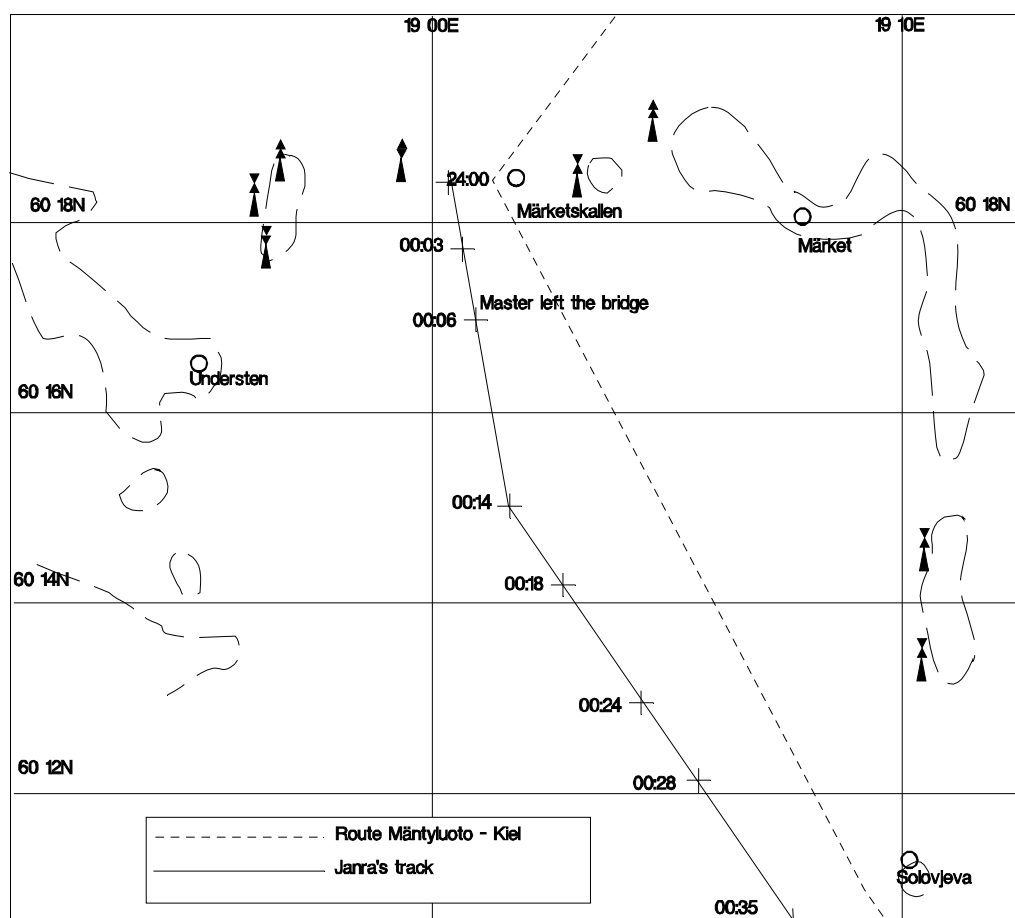 19 00E
19 10E
24:00
60 18N
Märketskallen
60 18N
00:03
Märket
Master left the bridge
00:06
Understen
60 16N
00:14
60 14N
00:18
00:24
60 12N
00:28
Route Mäntyluoto - Kiel
Janra's track
Solovjeva
00:35